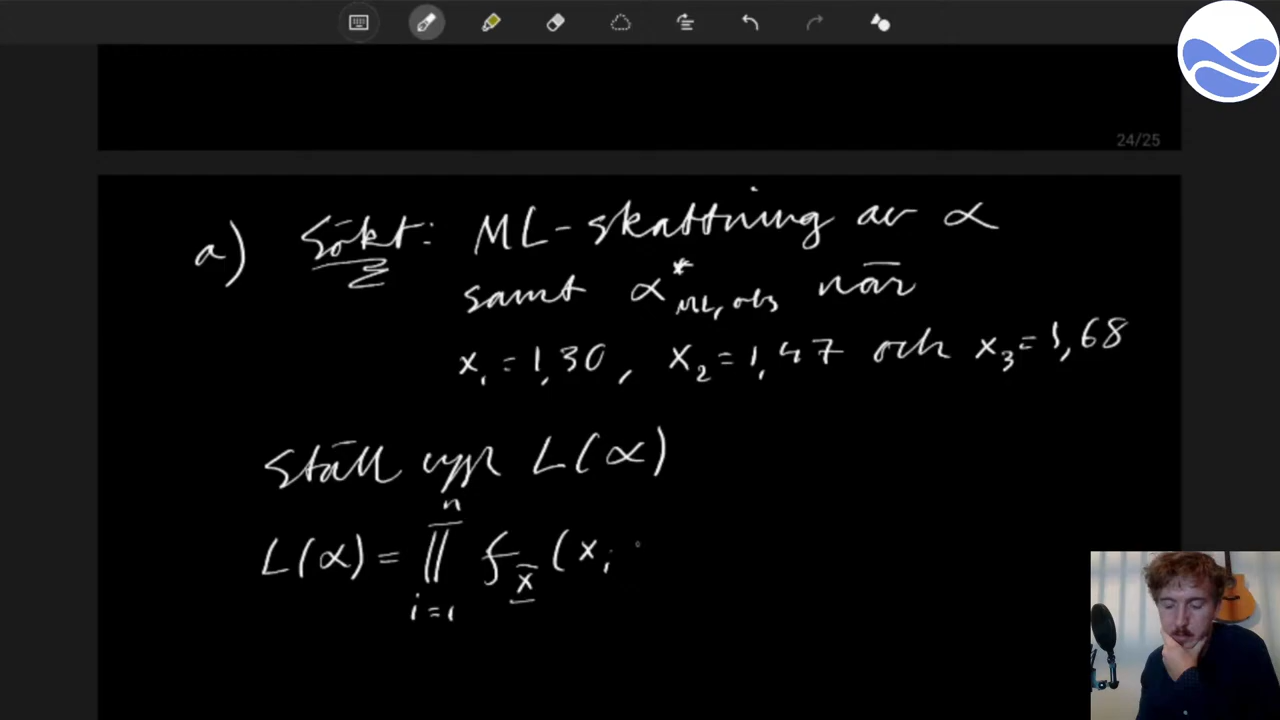 24/25
a) Sökt: ML-skattning av α
samt α*ML,obs när
x₁=1,30, x₂=1,47 och x₃=1,68
Ställ upp L(α)
n
L(α)=∏ f_X(xᵢ
i=1